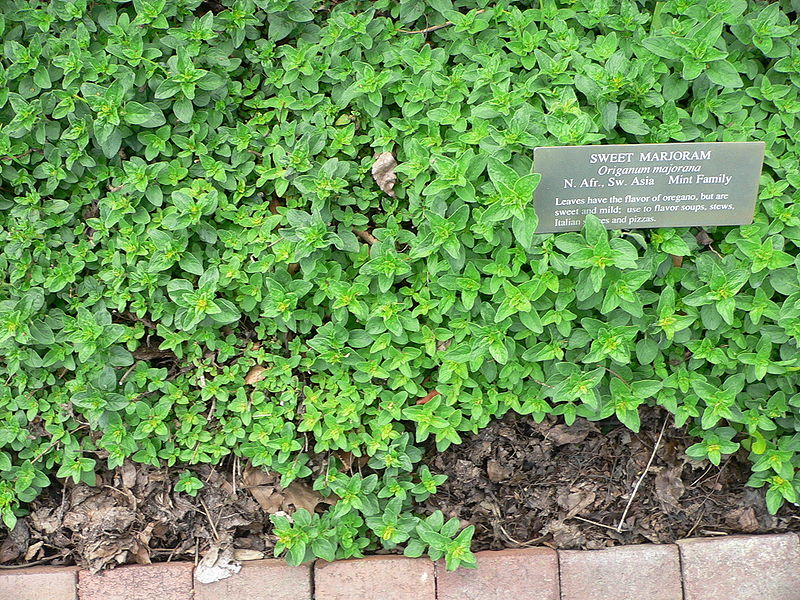 SWEET MARJORAM
Origanum majorana
N. Afr., Sw. Asia Mint Family
Leaves have the flavor of oregano, but are
sweet and mild; use to flavor soups, stews,
Italian and pizzas.